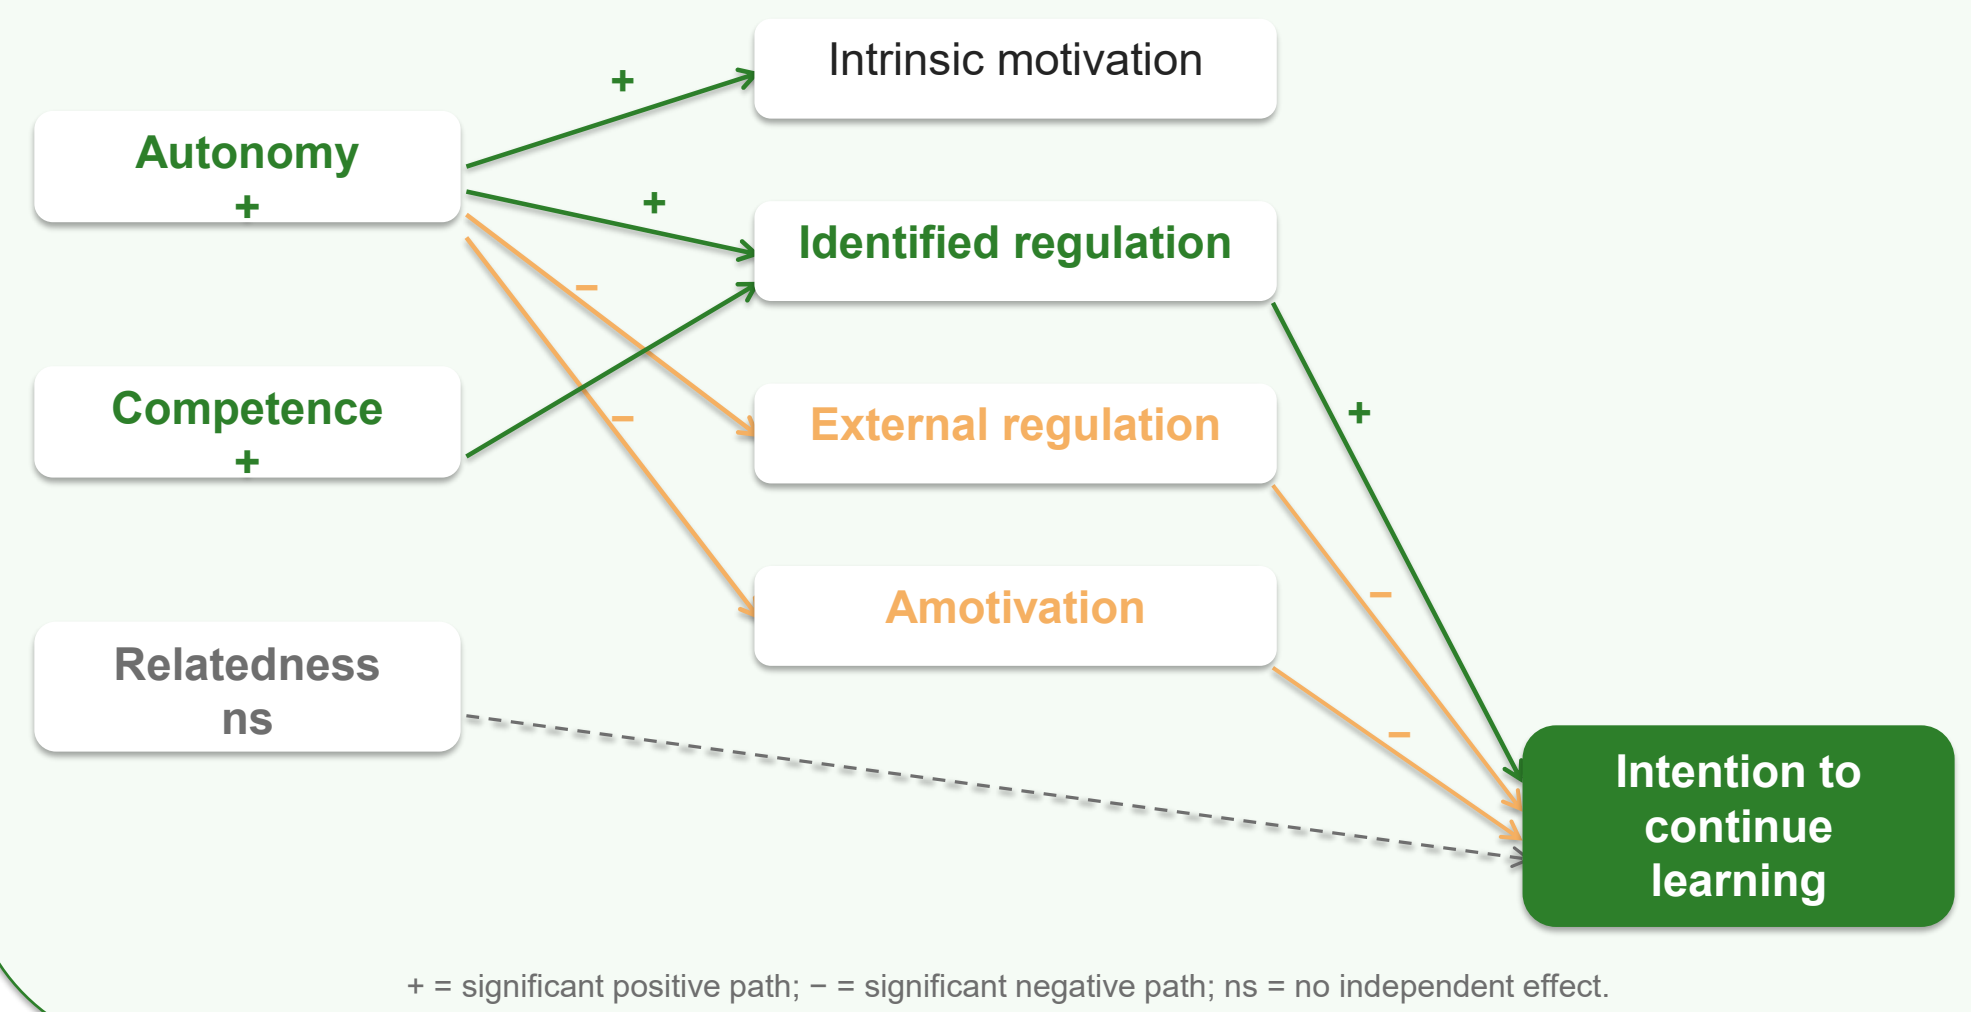 Intrinsic motivation
+
Autonomy
+
+
Identified regulation
−
Competence
+
−
External regulation
+
−
Amotivation
Relatedness
ns
−
Intention to
continue
learning
+ = significant positive path; − = significant negative path; ns = no independent effect.